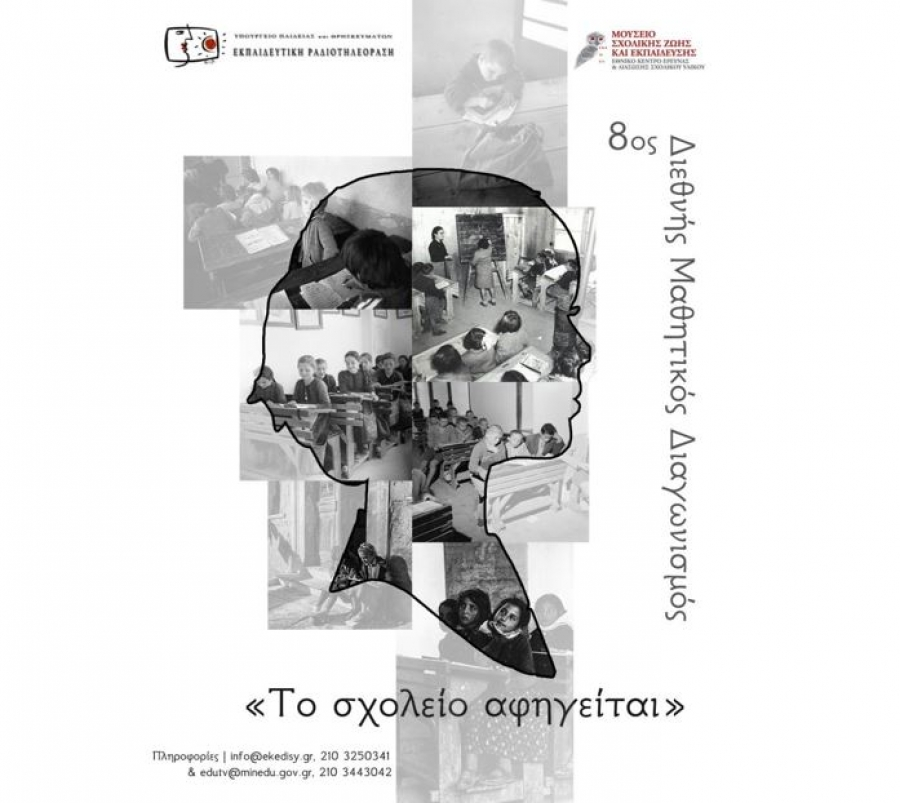 ΥΠΟΥΡΓΕΙΟ ΠΑΙΔΕΙΑΣ και ΘΡΗΣΚΕΥΜΑΤΩΝ
ΕΚΠΑΙΔΕΥΤΙΚΗ ΡΑΔΙΟΤΗΛΕΟΡΑΣΗ
ΜΟΥΣΕΙΟ
ΣΧΟΛΙΚΗΣ ΖΩΗΣ
ΚΑΙ ΕΚΠΑΙΔΕΥΣΗΣ
ΕΘΝΙΚΟ ΚΕΝΤΡΟ ΕΡΕΥΝΑΣ
& ΔΙΑΣΩΣΗΣ ΣΧΟΛΙΚΟΥ ΥΛΙΚΟΥ
8ος
Διεθνής Μαθητικός Διαγωνισμός
«Το σχολείο αφηγείται»
Πληροφορίες | info@ekedisy.gr, 210 3250341
& edutv@minedu.gov.gr, 210 3443042